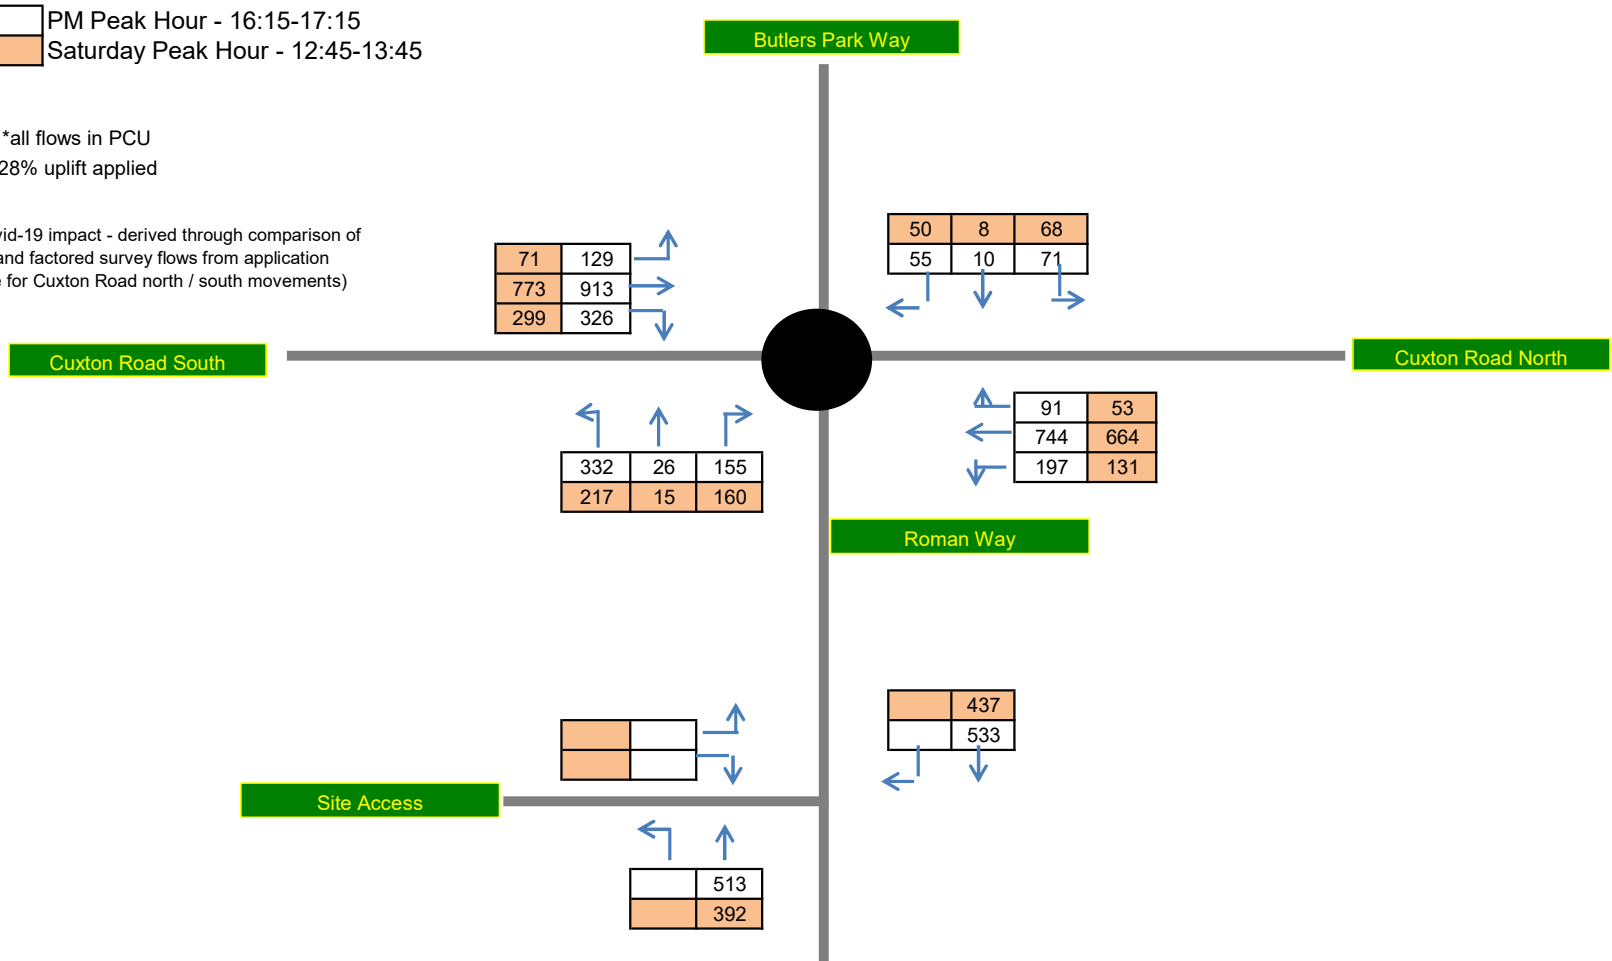 PM Peak Hour - 16:15-17:15
Saturday Peak Hour - 12:45-13:45
Butlers Park Way
*all flows in PCU
28% uplift applied
vid-19 impact - derived through comparison of
and factored survey flows from application
e for Cuxton Road north / south movements)
50 8 68
55 10 71
71 129
773 913
299 326
Cuxton Road South
Cuxton Road North
91 53
744 664
197 131
332 26 155
217 15 160
Roman Way
437
533
Site Access
513
392